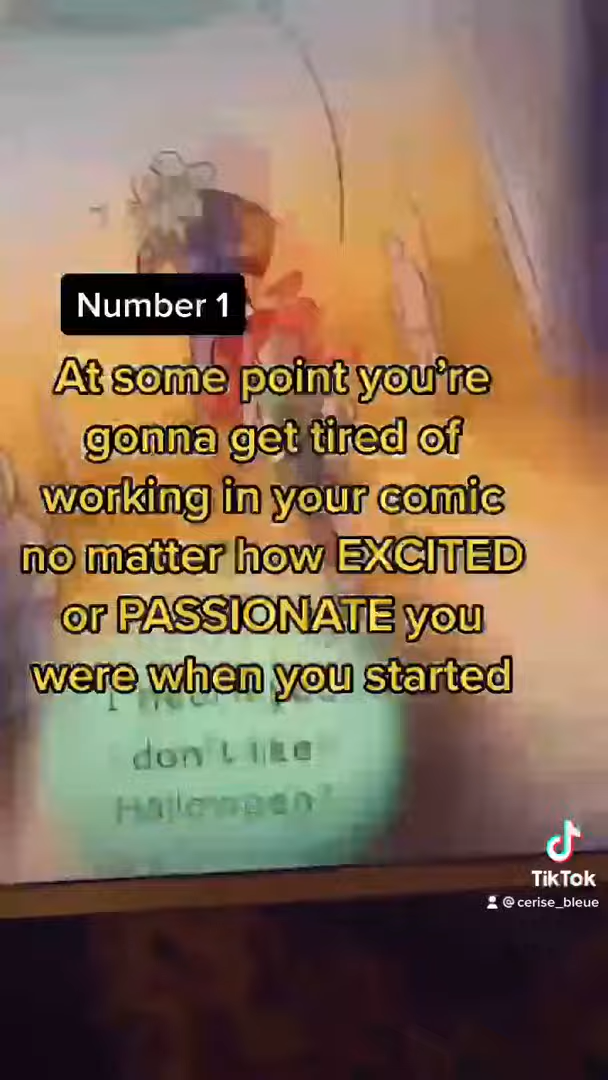 Number 1
At some point you're
gonna get tired of
working in your comic
no matter how EXCITED
or PASSIONATE you
were when you started
don't like
Halloween?
TikTok
@cerise_bleue